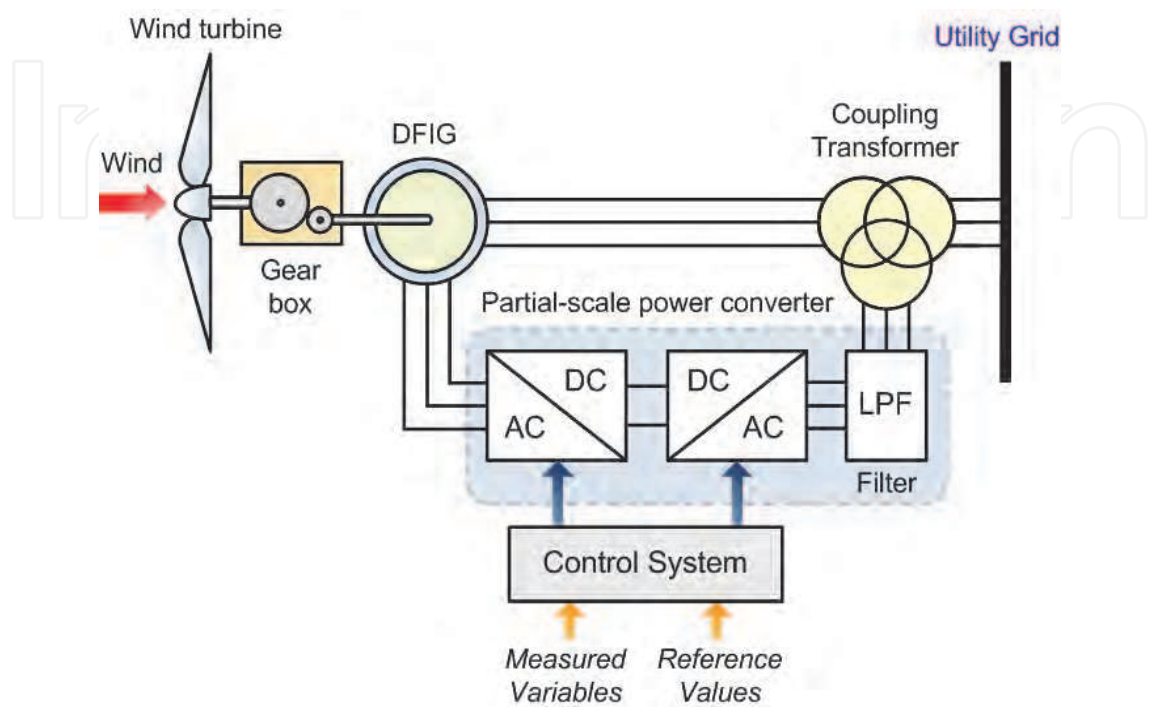 Wind turbine
Utility Grid
Coupling
Transformer
DFIG
Wind
Gear
box
Partial-scale power converter
DC
DC
AC
AC
LPF
Filter
Control System
Measured
Variables
Reference
Values